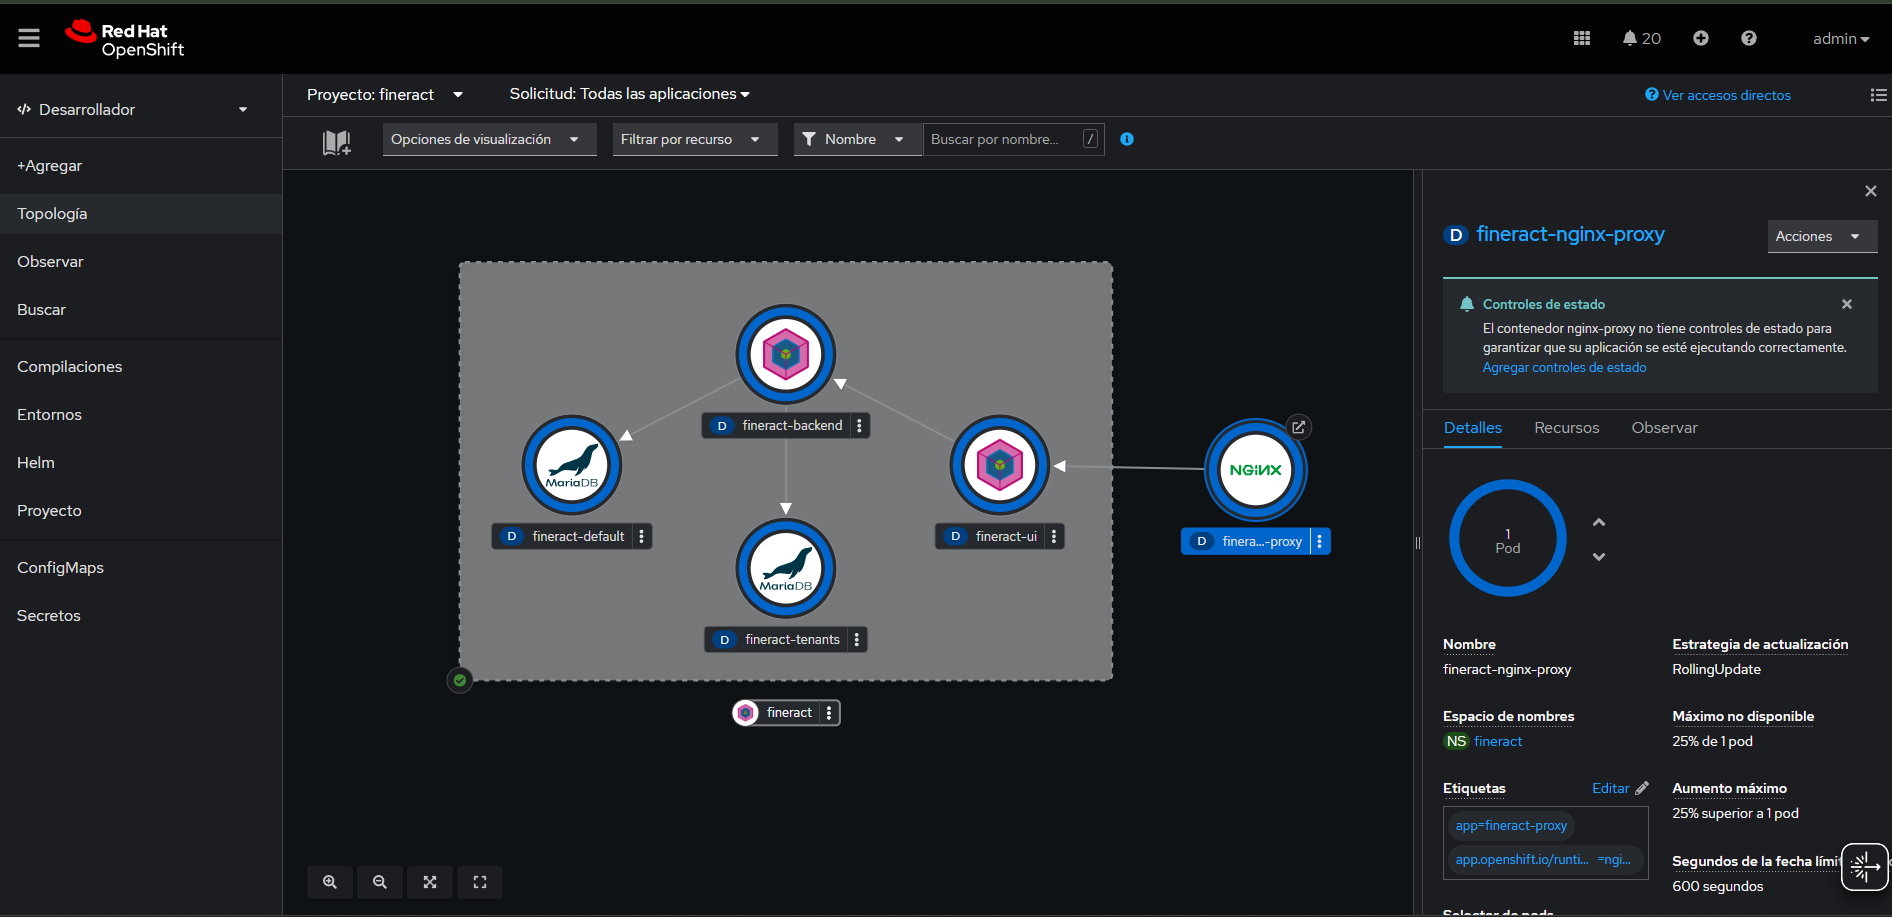 Red Hat
OpenShift
20
admin
Desarrollador
Proyecto: fineract
Solicitud: Todas las aplicaciones
Ver accesos directos
Opciones de visualización
Filtrar por recurso
Nombre
Buscar por nombre...
/
+Agregar
Topología
Observar
Buscar
Compilaciones
Entornos
Helm
Proyecto
ConfigMaps
Secretos
D fineract-backend
MariaDB
D fineract-default
MariaDB
D fineract-tenants
D fineract-ui
NGINX
D finera...-proxy
fineract
D fineract-nginx-proxy
Acciones
Controles de estado
El contenedor nginx-proxy no tiene controles de estado para
garantizar que su aplicación se esté ejecutando correctamente.
Agregar controles de estado
Detalles
Recursos
Observar
1
Pod
Nombre
fineract-nginx-proxy
Estrategia de actualización
RollingUpdate
Espacio de nombres
NS fineract
Máximo no disponible
25% de 1 pod
Etiquetas
Editar
app=fineract-proxy
app.openshift.io/runti... =ngi...
Aumento máximo
25% superior a 1 pod
Segundos de la fecha límit
600 segundos
Selector de pods